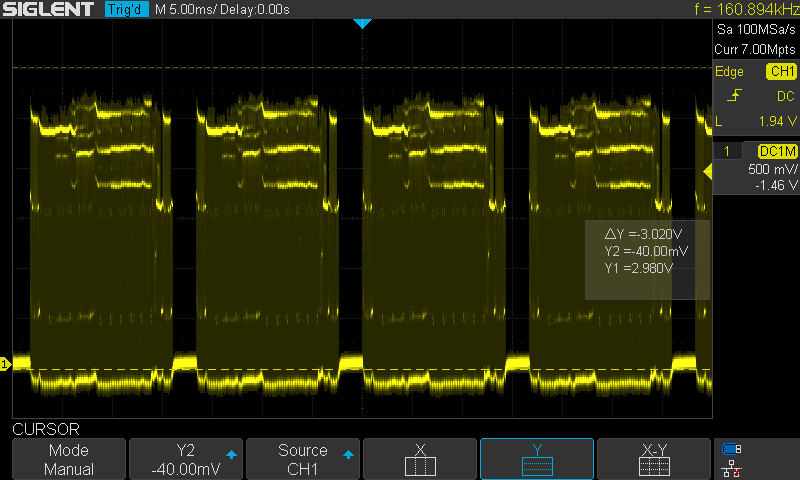 SIGLENT Trig'd M 5.00ms/ Delay:0.00s f = 160.894kHz
Sa 100MSa/s
Curr 7.00Mpts
Edge CH1
DC
L 1.94 V
1 DC1M
500 mV/
-1.46 V
△Y =-3.020V
Y2 =-40.00mV
Y1 =2.980V
1
CURSOR
Mode
Manual
Y2
-40.00mV
Source
CH1
X
Y
X-Y